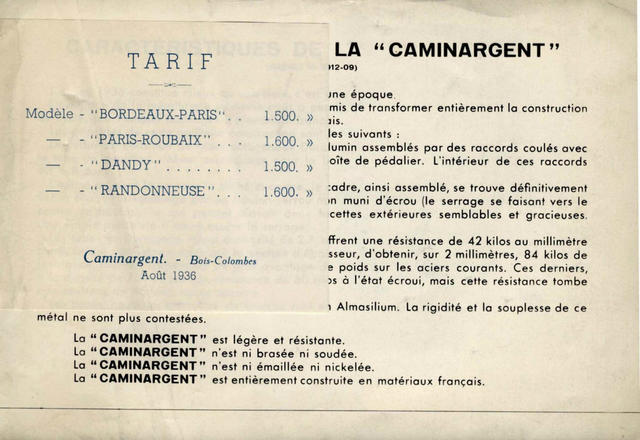 TARIF
Modèle - "BORDEAUX-PARIS". . 1.500. »
— - "PARIS-ROUBAIX" . . 1.600. »
— - "DANDY" . . . . . . . . 1.500. »
— - "RANDONNEUSE". . . 1.600. »
Caminargent. - Bois-Colombes
Août 1936
LA "CAMINARGENT"
912-09)
une époque.
mis de transformer entièrement la construction
ais.
les suivants :
lumin assemblés par des raccords coulés avec
oîte de pédalier. L'intérieur de ces raccords
cadre, ainsi assemblé, se trouve définitivement
on muni d'écrou (le serrage se faisant vers le
cettes extérieures semblables et gracieuses.
ffrent une résistance de 42 kilos au millimètre
sseur, d'obtenir, sur 2 millimètres, 84 kilos de
e poids sur les aciers courants. Ces derniers,
os à l'état écroui, mais cette résistance tombe
n Almasilium. La rigidité et la souplesse de ce
métal ne sont plus contestées.
La "CAMINARGENT" est légère et résistante.
La "CAMINARGENT" n'est ni brasée ni soudée.
La "CAMINARGENT" n'est ni émaillée ni nickelée.
La "CAMINARGENT" est entièrement construite en matériaux français.